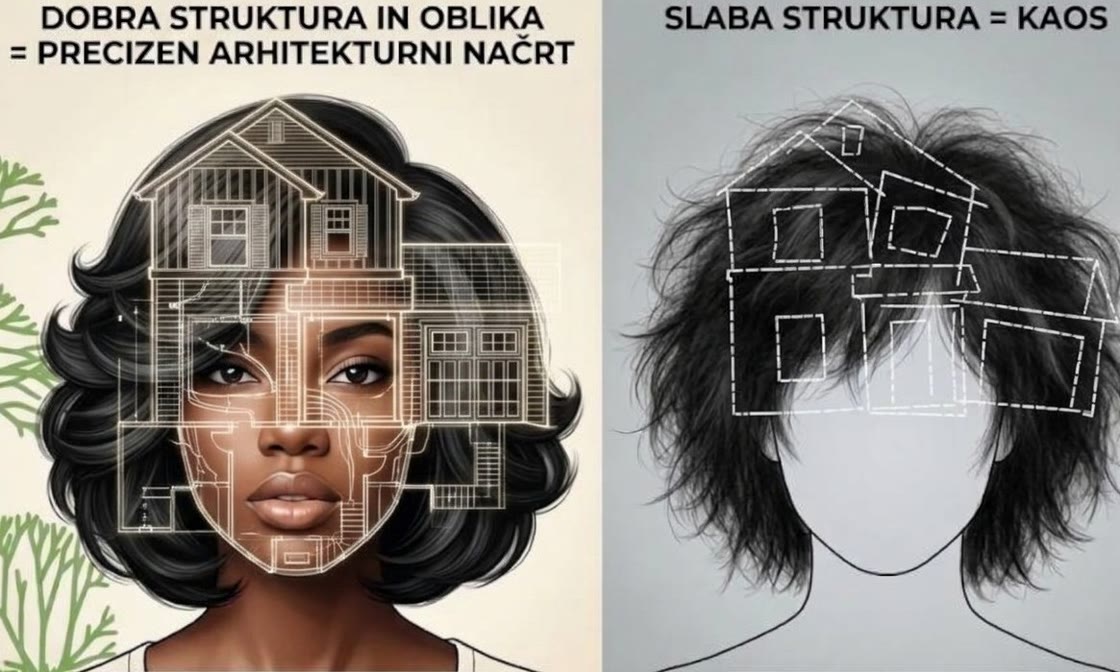 DOBRA STRUKTURA IN OBLIKA
= PRECIZEN ARHITEKTURNI NAČRT
SLABA STRUKTURA = KAOS